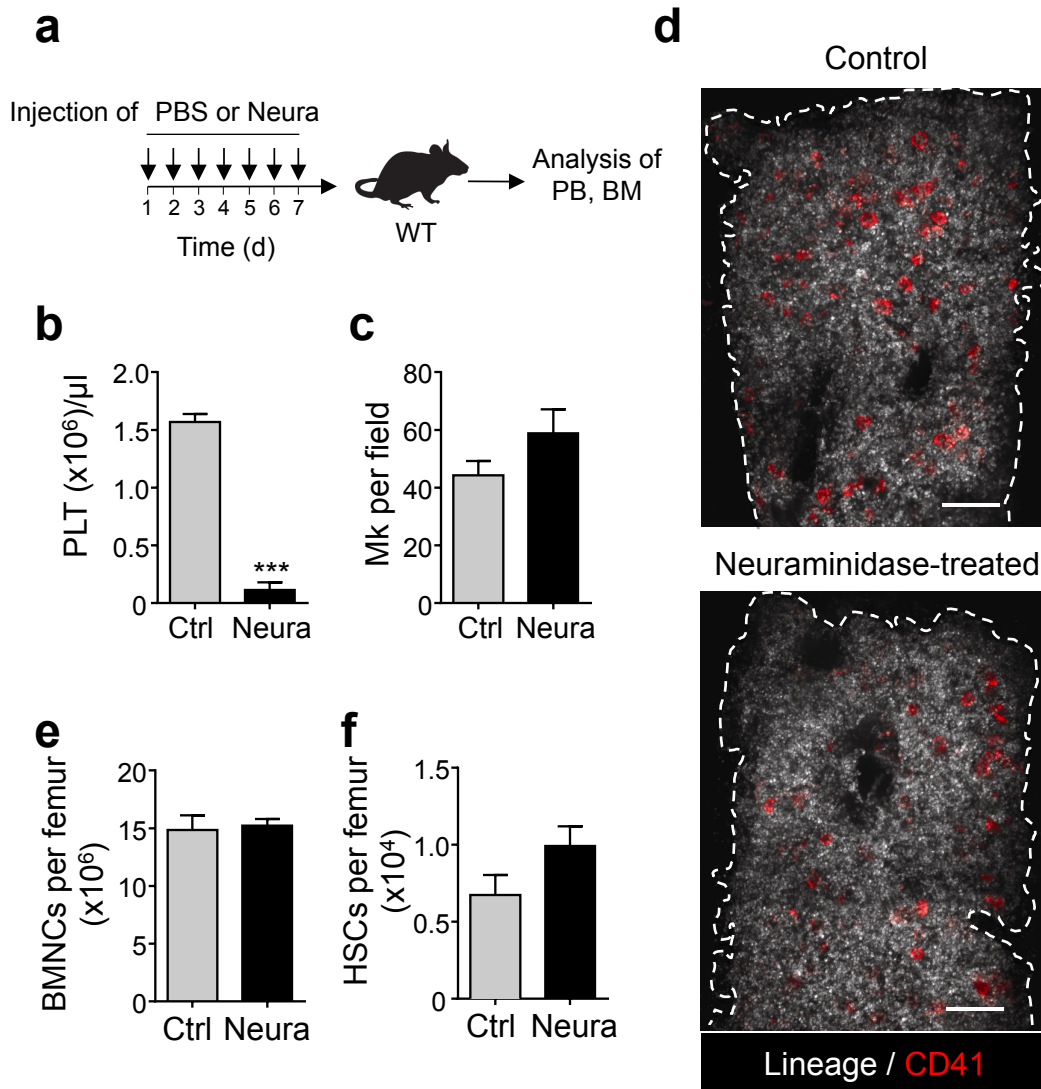 a
Injection of PBS or Neura
1 2 3 4 5 6 7
Time (d)
WT
Analysis of
PB, BM
b
PLT (x10⁶)/µl
2.0
1.5
1.0
0.5
0
***
Ctrl Neura
c
Mk per field
80
60
40
20
0
Ctrl Neura
d
Control
Neuraminidase-treated
Lineage / CD41
e
BMNCs per femur
(x10⁶)
20
15
10
5
0
Ctrl Neura
f
HSCs per femur
(x10⁴)
1.5
1.0
0.5
0
Ctrl Neura